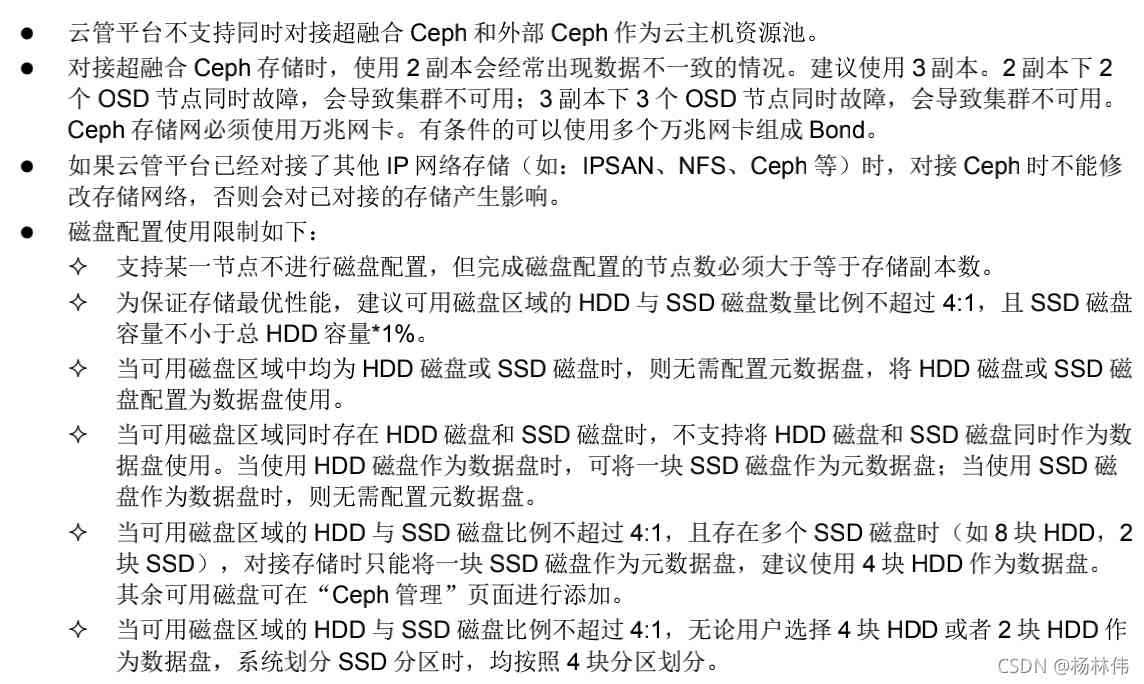 ● 云管平台不支持同时对接超融合 Ceph 和外部 Ceph 作为云主机资源池。
● 对接超融合 Ceph 存储时，使用 2 副本会经常出现数据不一致的情况。建议使用 3 副本。2 副本下 2
个 OSD 节点同时故障，会导致集群不可用；3 副本下 3 个 OSD 节点同时故障，会导致集群不可用。
Ceph 存储网必须使用万兆网卡。有条件的可以使用多个万兆网卡组成 Bond。
● 如果云管平台已经对接了其他 IP 网络存储（如：IPSAN、NFS、Ceph 等）时，对接 Ceph 时不能修
改存储网络，否则会对已对接的存储产生影响。
● 磁盘配置使用限制如下：
✧ 支持某一节点不进行磁盘配置，但完成磁盘配置的节点数必须大于等于存储副本数。
✧ 为保证存储最优性能，建议可用磁盘区域的 HDD 与 SSD 磁盘数量比例不超过 4:1，且 SSD 磁盘
容量不小于总 HDD 容量*1%。
✧ 当可用磁盘区域中均为 HDD 磁盘或 SSD 磁盘时，则无需配置元数据盘，将 HDD 磁盘或 SSD 磁
盘配置为数据盘使用。
✧ 当可用磁盘区域同时存在 HDD 磁盘和 SSD 磁盘时，不支持将 HDD 磁盘和 SSD 磁盘同时作为数
据盘使用。当使用 HDD 磁盘作为数据盘时，可将一块 SSD 磁盘作为元数据盘；当使用 SSD 磁
盘作为数据盘时，则无需配置元数据盘。
✧ 当可用磁盘区域的 HDD 与 SSD 磁盘比例不超过 4:1，且存在多个 SSD 磁盘时（如 8 块 HDD，2
块 SSD），对接存储时只能将一块 SSD 磁盘作为元数据盘，建议使用 4 块 HDD 作为数据盘。
其余可用磁盘可在“Ceph 管理”页面进行添加。
✧ 当可用磁盘区域的 HDD 与 SSD 磁盘比例不超过 4:1，无论用户选择 4 块 HDD 或者 2 块 HDD 作
为数据盘，系统划分 SSD 分区时，均按照 4 块分区划分。
CSDN @杨林伟